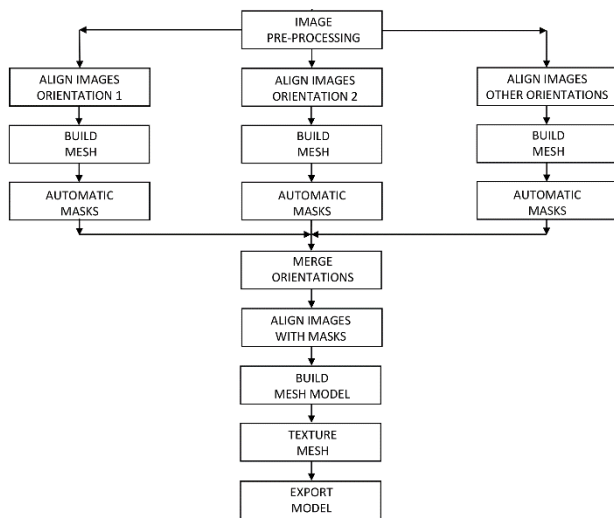 IMAGE
PRE-PROCESSING
ALIGN IMAGES
ORIENTATION 1
ALIGN IMAGES
ORIENTATION 2
ALIGN IMAGES
OTHER ORIENTATIONS
BUILD
MESH
BUILD
MESH
BUILD
MESH
AUTOMATIC
MASKS
AUTOMATIC
MASKS
AUTOMATIC
MASKS
MERGE
ORIENTATIONS
ALIGN IMAGES
WITH MASKS
BUILD
MESH MODEL
TEXTURE
MESH
EXPORT
MODEL